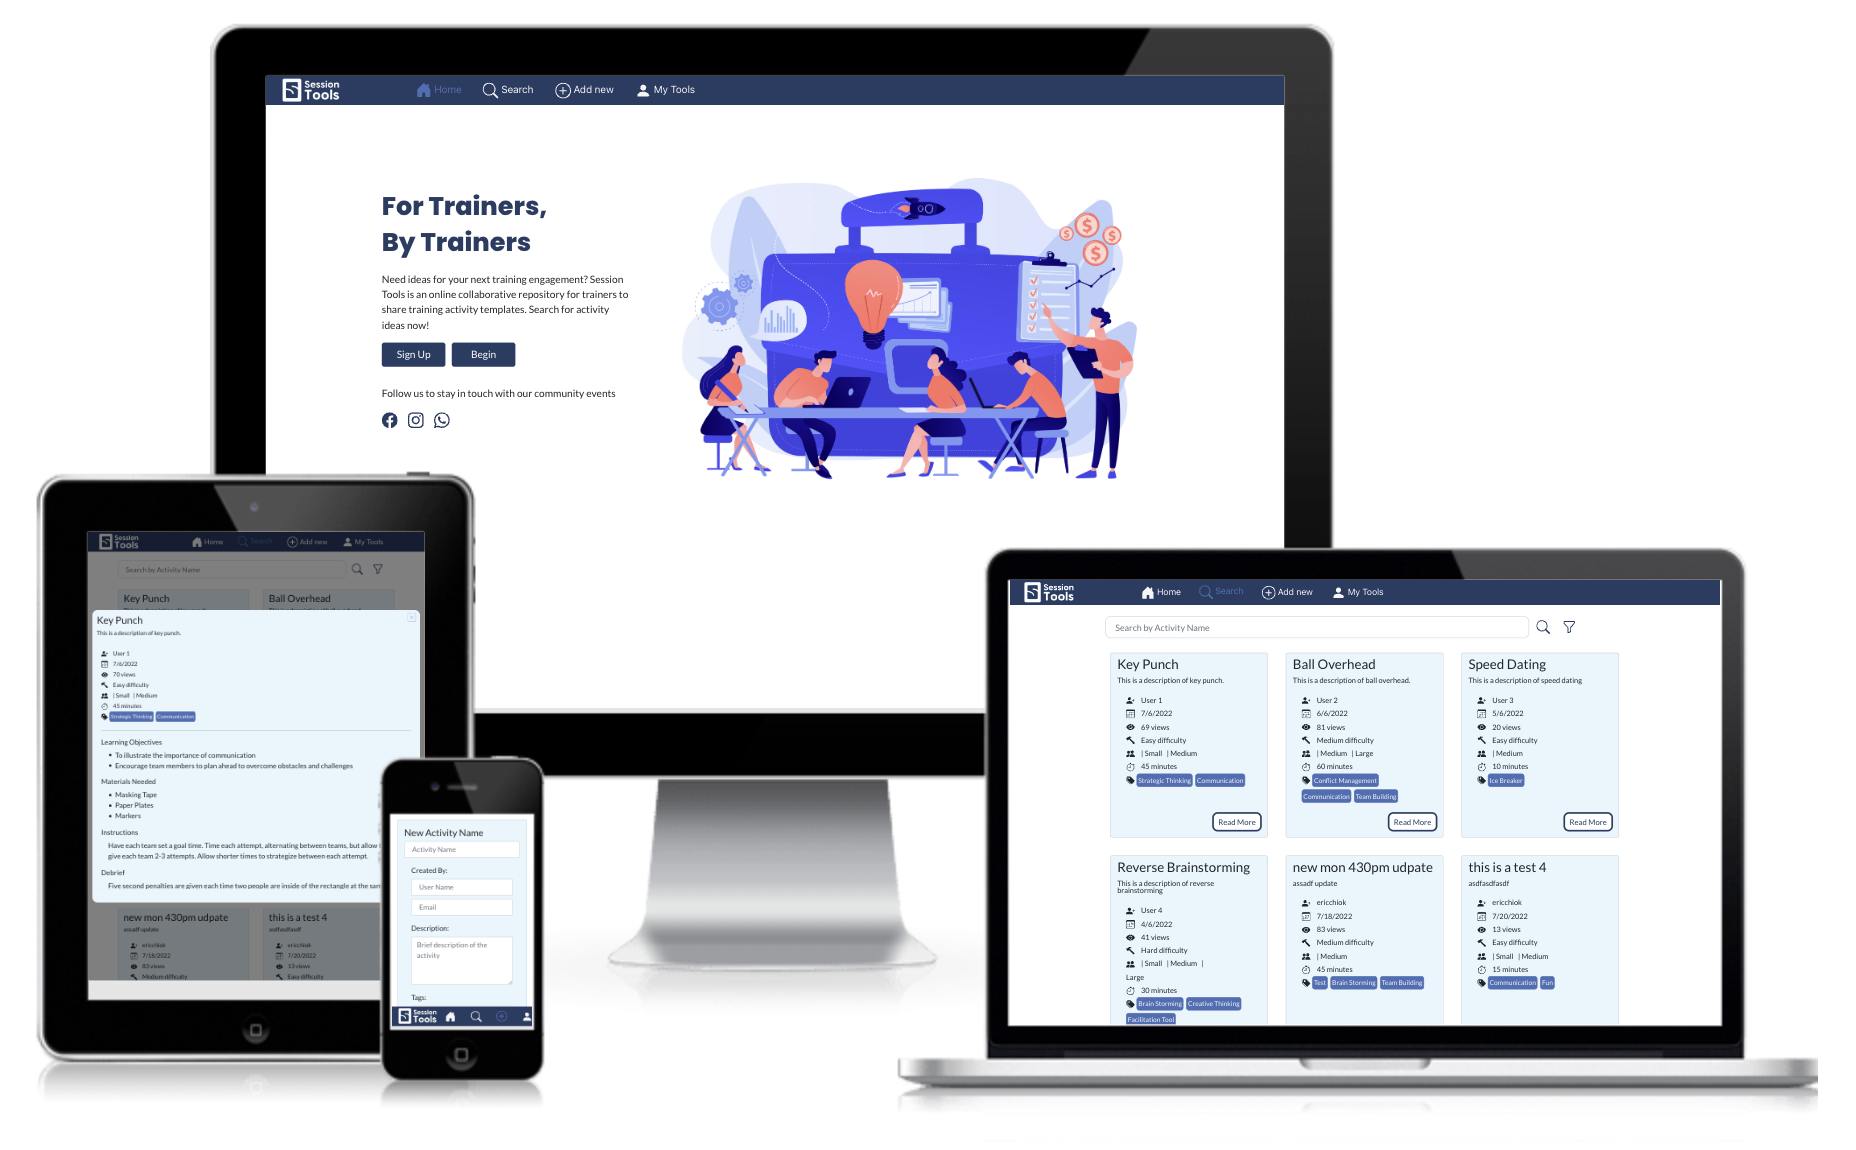 Session
Tools
Home
Search
Add new
My Tools
For Trainers,
By Trainers
Need ideas for your next training engagement? Session
Tools is an online collaborative repository for trainers to
share training activity templates. Search for activity
ideas now!
Sign Up
Begin
Follow us to stay in touch with our community events
Session
Tools
Home
Search
Add new
My Tools
Search by Activity Name
Key Punch
Ball Overhead
Key Punch
This is a description of key punch.
User 1
7/6/2022
70 views
Easy difficulty
| Small | Medium
45 minutes
Strategic Thinking
Communication
Learning Objectives
To illustrate the importance of communication
Encourage team members to plan ahead to overcome obstacles and challenges
Materials Needed
Masking Tape
Paper Plates
Markers
Instructions
Have each team set a goal time. Time each attempt, alternating between teams, but allow
give each team 2-3 attempts. Allow shorter times to strategize between each attempt.
Debrief
Five second penalties are given each time two people are inside of the rectangle at the
new mon 430pm udpate
assadf update
ericchiok
7/18/2022
83 views
Medium difficulty
this is a test 4
asdfasdfasdf
ericchiok
7/20/2022
13 views
Easy difficulty
New Activity Name
Activity Name
Created By:
User Name
Email
Description:
Brief description of the
activity
Tags:
Session
Tools
Session
Tools
Home
Search
Add new
My Tools
Search by Activity Name
Key Punch
This is a description of key punch.
User 1
7/6/2022
69 views
Easy difficulty
| Small | Medium
45 minutes
Strategic Thinking
Communication
Read More
Ball Overhead
This is a description of ball overhead.
User 2
6/6/2022
81 views
Medium difficulty
| Medium | Large
60 minutes
Conflict Management
Communication
Team Building
Read More
Speed Dating
This is a description of speed dating
User 3
5/6/2022
20 views
Easy difficulty
| Medium
10 minutes
Ice Breaker
Read More
Reverse Brainstorming
This is a description of reverse
brainstorming
User 4
4/6/2022
41 views
Hard difficulty
| Small | Medium |
Large
30 minutes
Brain Storming
Creative Thinking
Facilitation Tool
new mon 430pm udpate
assadf update
ericchiok
7/18/2022
83 views
Medium difficulty
| Medium
45 minutes
Test
Brain Storming
Team Building
this is a test 4
asdfasdfasdf
ericchiok
7/20/2022
13 views
Easy difficulty
| Small | Medium
15 minutes
Communication
Fun